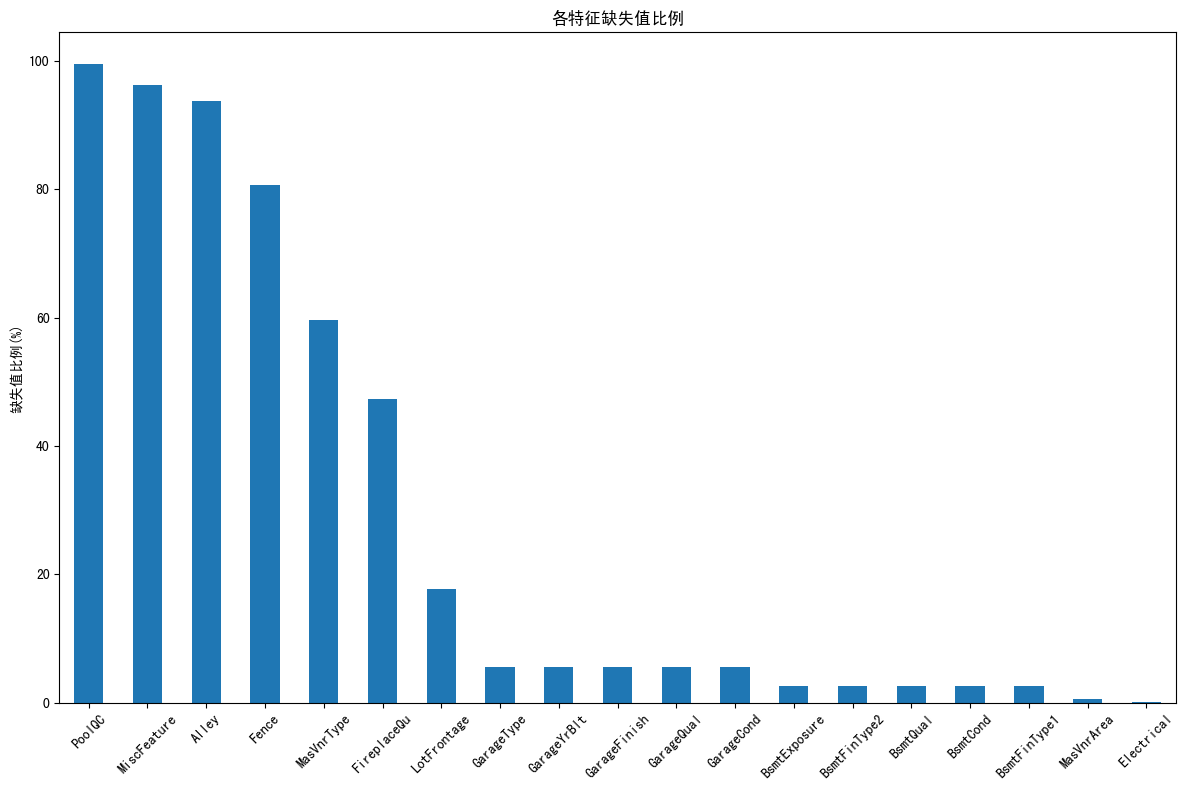 各特征缺失值比例
缺失值比例(%)
100
80
60
40
20
0
PoolQC
MiscFeature
Alley
Fence
MasVnrType
FireplaceQu
LotFrontage
GarageType
GarageYrBlt
GarageFinish
GarageQual
GarageCond
BsmtExposure
BsmtFinType2
BsmtQual
BsmtCond
BsmtFinType1
MasVnrArea
Electrical